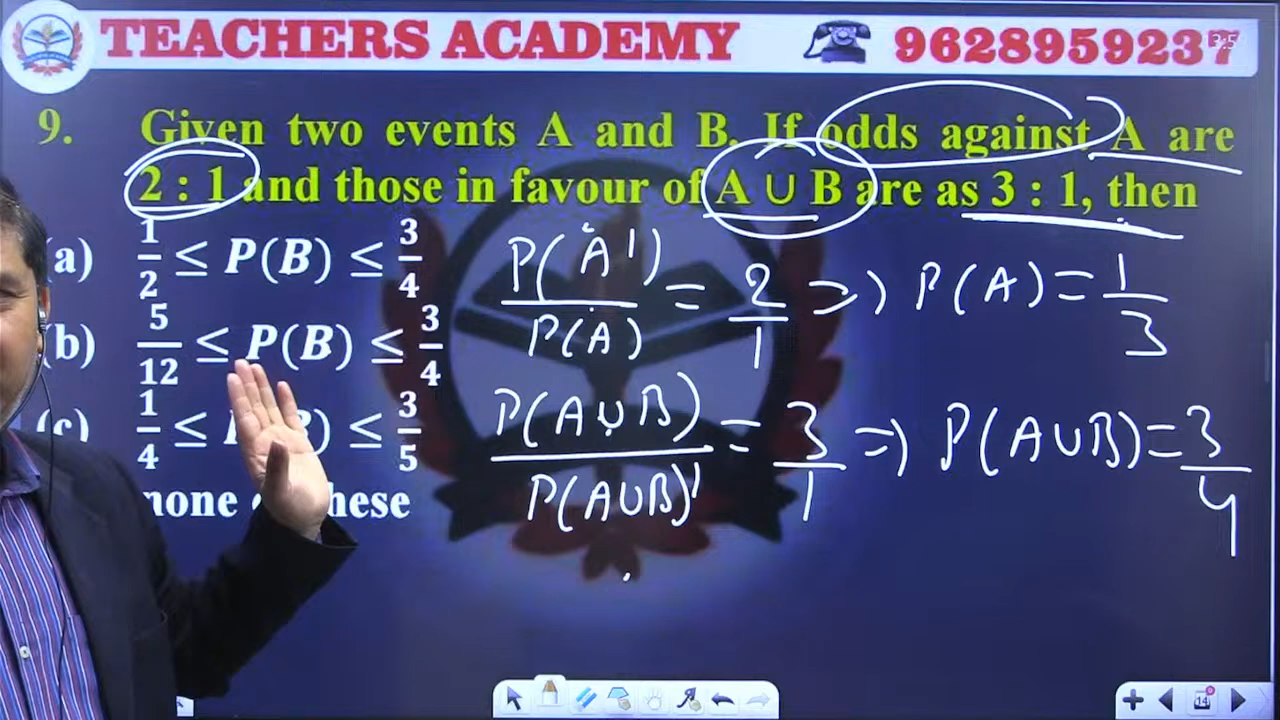 TEACHERS ACADEMY
9. Given two events A and B. If odds against A are
2 : 1 and those in favour of A ∪ B are as 3 : 1, then
(a) 1/2 ≤ P(B) ≤ 3/4
(b) 5/12 ≤ P(B) ≤ 3/4
(c) 1/4 ≤ P(B) ≤ 3/5
none these
P(A')/P(A) = 2/1 => P(A) = 1/3
P(A∪B)/P(A∪B)' = 3/1 => P(A∪B) = 3/4
14